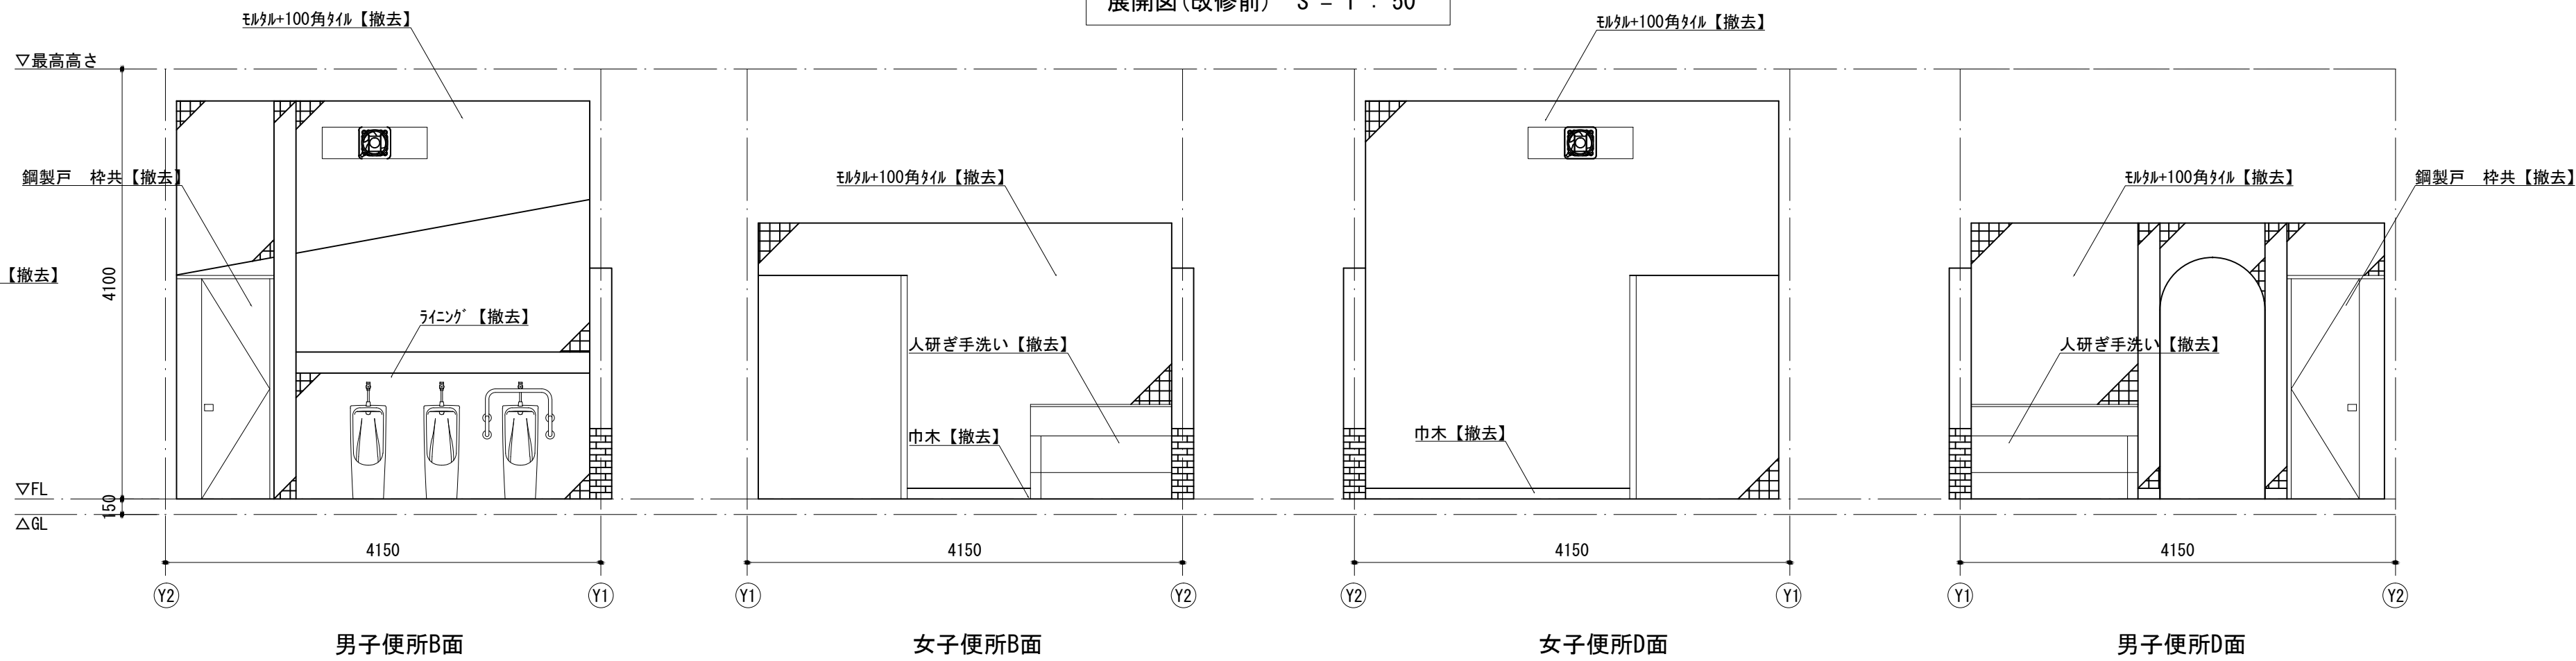 展開図(改修前) S = 1 : 50
ﾓﾙﾀﾙ+100角ﾀｲﾙ【撤去】
ﾓﾙﾀﾙ+100角ﾀｲﾙ【撤去】
▽最高高さ
鋼製戸 枠共【撤去】
ﾓﾙﾀﾙ+100角ﾀｲﾙ【撤去】
ﾓﾙﾀﾙ+100角ﾀｲﾙ【撤去】
鋼製戸 枠共【撤去】
【撤去】
4100
ﾗｲﾆﾝｸﾞ【撤去】
人研ぎ手洗い【撤去】
人研ぎ手洗い【撤去】
巾木【撤去】
巾木【撤去】
▽FL
150
△GL
4150
4150
4150
4150
Y2
Y1
Y1
Y2
Y2
Y1
Y1
Y2
男子便所B面
女子便所B面
女子便所D面
男子便所D面